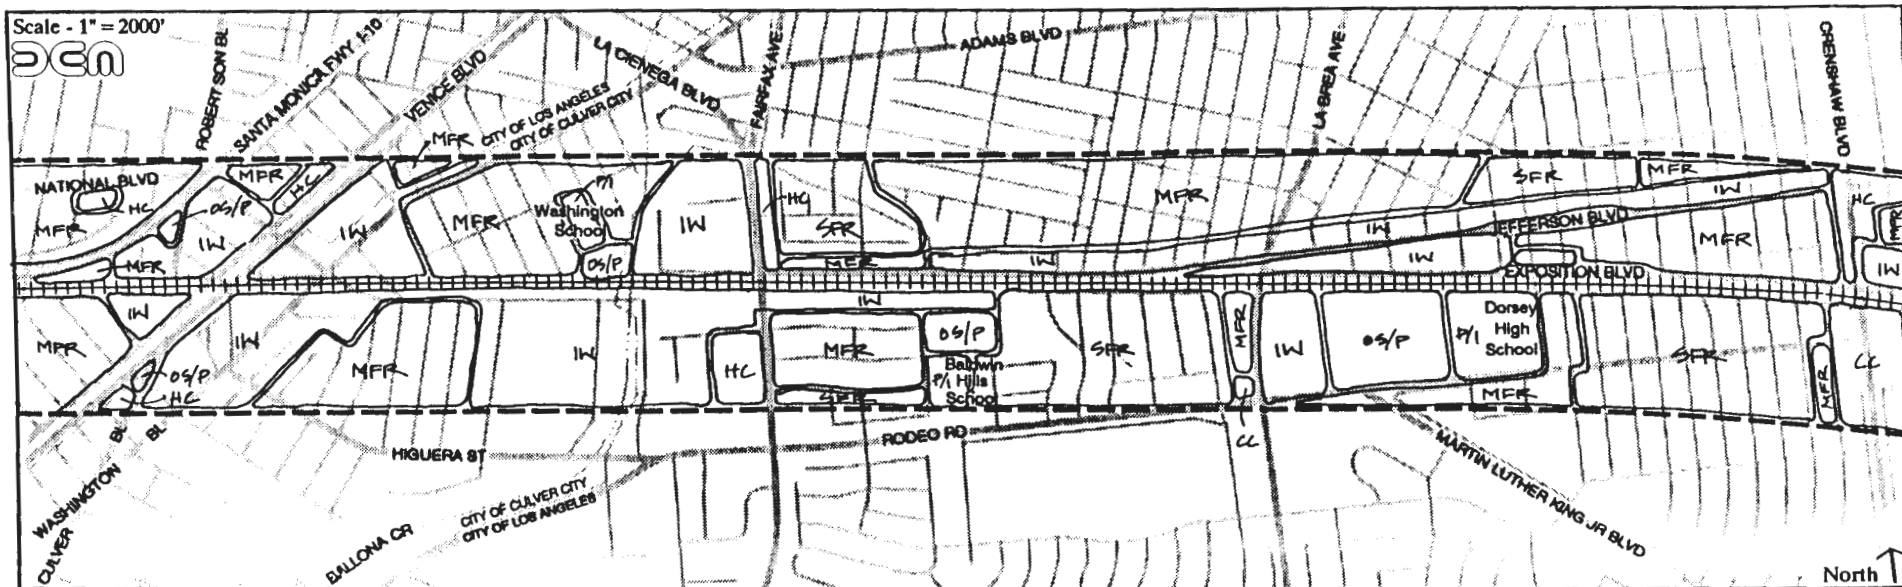 Scale - 1" = 2000'
DCM
ROBERTSON BL
SANTA MONICA FWY I-10
VENICE BLVD
LA CIENEGA BLVD
FAIRFAX AVE
ADAMS BLVD
LA BREA AVE
CRENSHAW BLVD
CITY OF LOS ANGELES
CITY OF CULVER CITY
MFR
NATIONAL BLVD
HC
MFR
OS/P
MFR
HC
IW
MFR
IW
MFR
P/I
Washington
School
OS/P
IW
HC
SFR
MFR
MFR
SFR
MFR
IW
JEFFERSON BLVD
IW
IW
IW
MFR
EXPOSITION BLVD
HC
MFR
IW
MFR
IW
IW
OS/P
HC
MFR
IW
HC
IW
MFR
SFR
OS/P
Baldwin
P/I Hills
School
SFR
MFR
CC
IW
OS/P
P/I
Dorsey
High
School
MFR
SFR
MFR
CC
WASHINGTON BL
CULVER BL
HIGUERA ST
RODEO RD
BALLONA CR
CITY OF CULVER CITY
CITY OF LOS ANGELES
MARTIN LUTHER KING JR BLVD
North